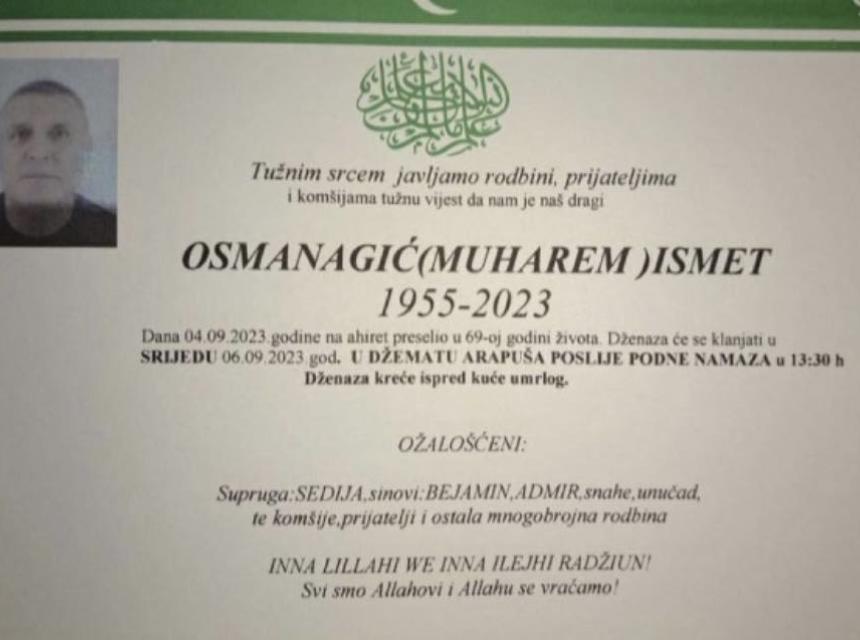 Tužnim srcem javljamo rodbini, prijateljima
i komšijama tužnu vijest da nam je naš dragi
OSMANAGIĆ(MUHAREM )ISMET
1955-2023
Dana 04.09.2023.godine na ahiret preselio u 69-oj godini života. Dženaza će se klanjati u
SRIJEDU 06.09.2023.god. U DŽEMATU ARAPUŠA POSLIJE PODNE NAMAZA u 13:30 h
Dženaza kreće ispred kuće umrlog.
OŽALOŠĆENI:
Supruga:SEDIJA,sinovi:BEJAMIN,ADMIR,snahe,unučad,
te komšije,prijatelji i ostala mnogobrojna rodbina
INNA LILLAHI WE INNA ILEJHI RADŽIUN!
Svi smo Allahovi i Allahu se vraćamo!